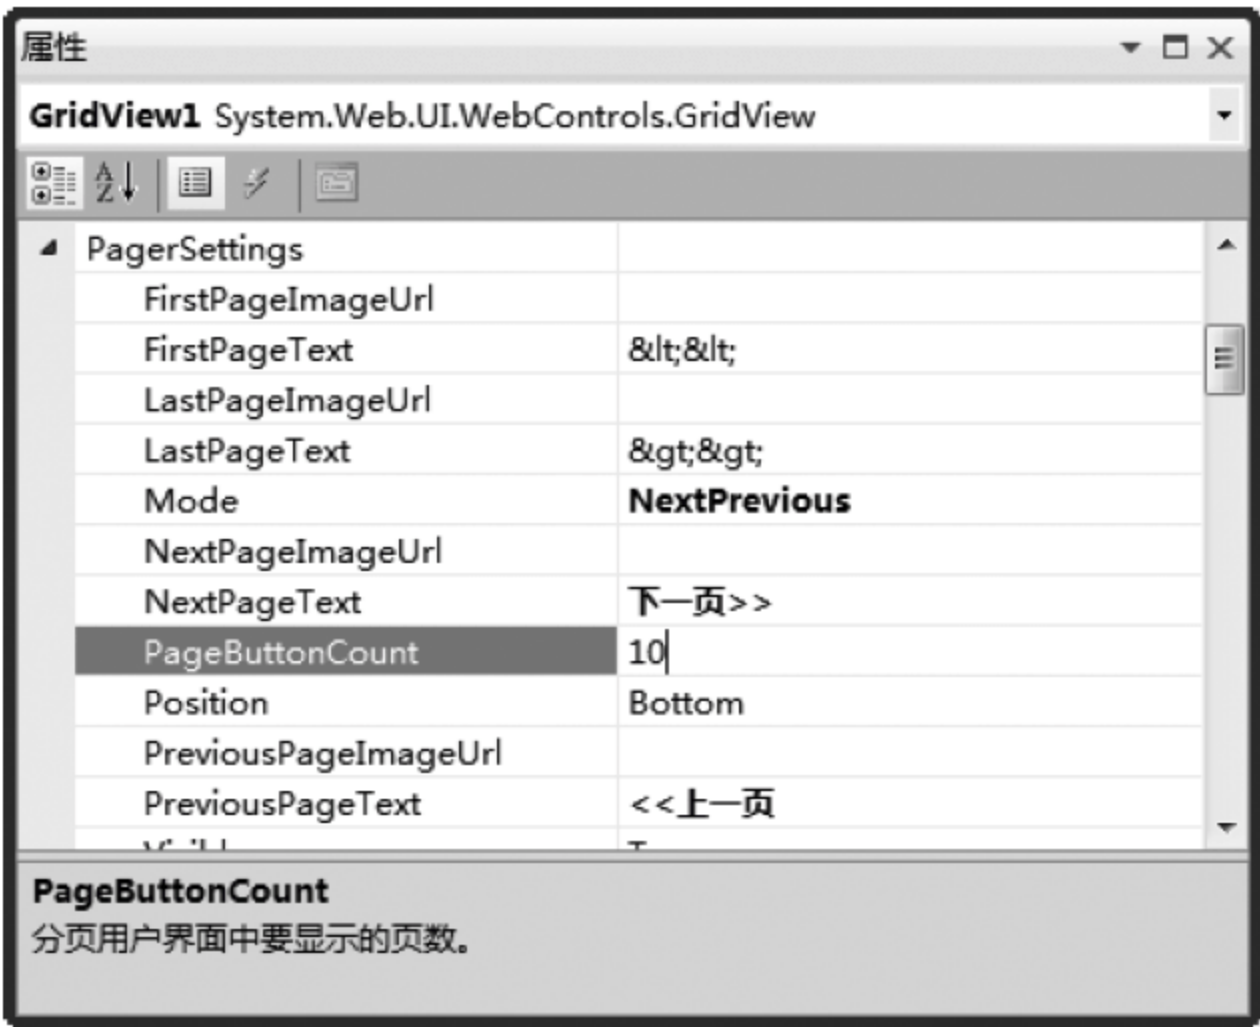 属性
GridView1 System.Web.UI.WebControls.GridView
PagerSettings
FirstPageImageUrl
FirstPageText &lt;&lt;
LastPageImageUrl
LastPageText &gt;&gt;
Mode NextPrevious
NextPageImageUrl
NextPageText 下一页>>
PageButtonCount 10
Position Bottom
PreviousPageImageUrl
PreviousPageText <<上一页
PageButtonCount
分页用户界面中要显示的页数。